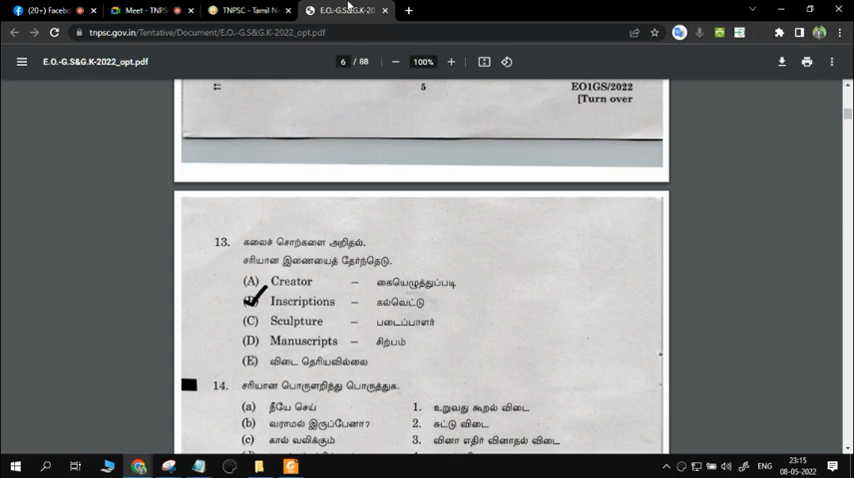 (20+) Facebo
Meet - TNPS
TNPSC - Tamil N
E.O.-G.S&G.K-20
tnpsc.gov.in/Tentative/Document/E.O.-G.S&G.K-2022_opt.pdf
E.O.-G.S&G.K-2022_opt.pdf
6 / 88
100%
11
5
EO1GS/2022
[Turn over
13. கலைச் சொற்களை அறிதல்.
சரியான இணையைத் தேர்ந்தெடு.
(A) Creator – கையெழுத்துப்படி
(B) Inscriptions – கல்வெட்டு
(C) Sculpture – படைப்பாளர்
(D) Manuscripts – சிற்பம்
(E) விடை தெரியவில்லை
14. சரியான பொருளறிந்து பொருத்துக.
(a) நீயே செய் 1. உறுவது கூறல் விடை
(b) வராமல் இருப்பேனா? 2. சுட்டு விடை
(c) கால் வலிக்கும் 3. வினா எதிர் வினாதல் விடை
ENG
23:15
08-05-2022